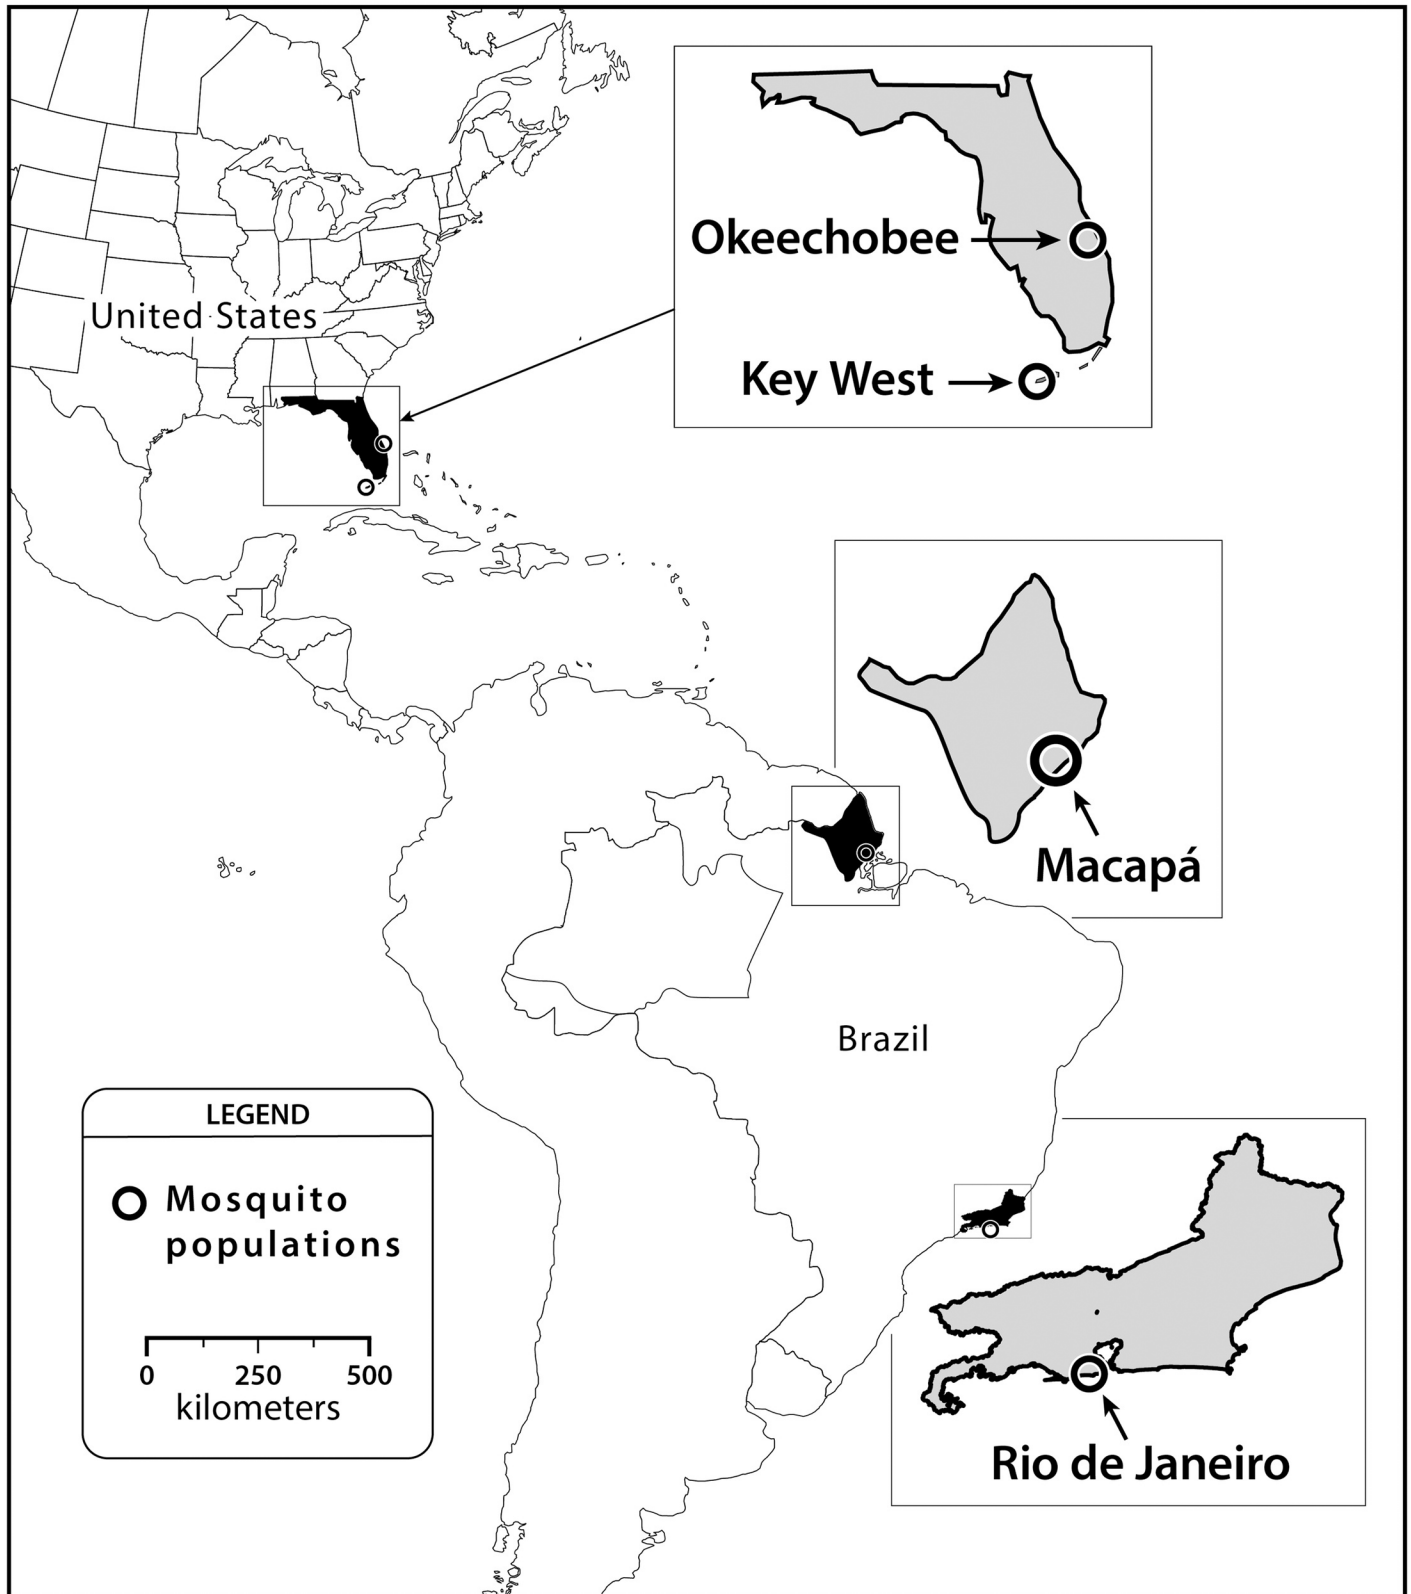 Okeechobee
United States
Key West
Macapá
Brazil
LEGEND
Mosquito
populations
0 250 500
kilometers
Rio de Janeiro